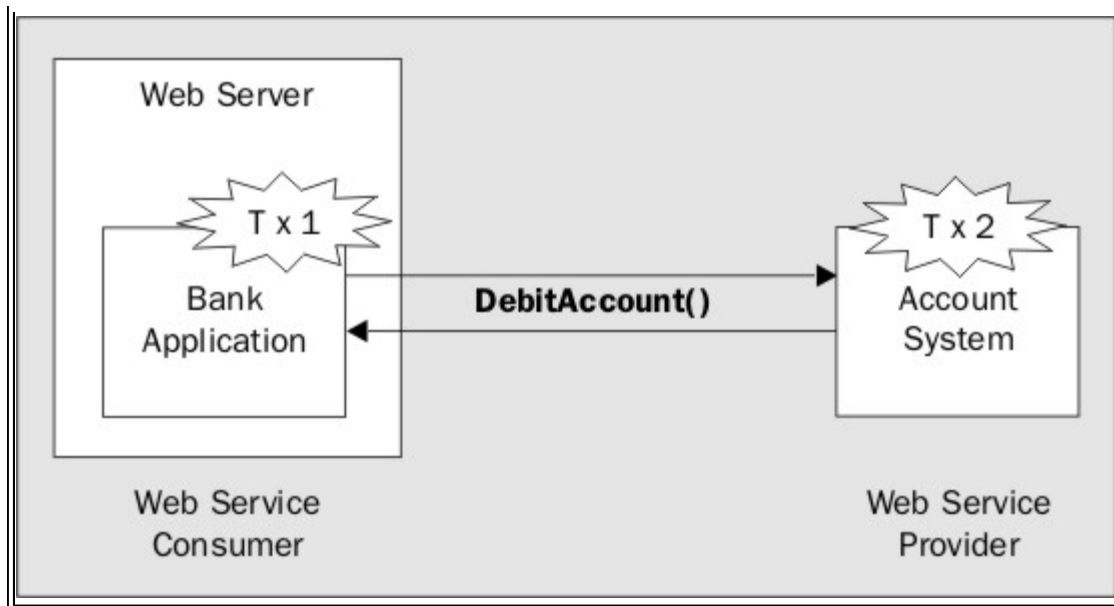 Web Server
T x 1
Bank
Application
DebitAccount()
T x 2
Account
System
Web Service
Consumer
Web Service
Provider